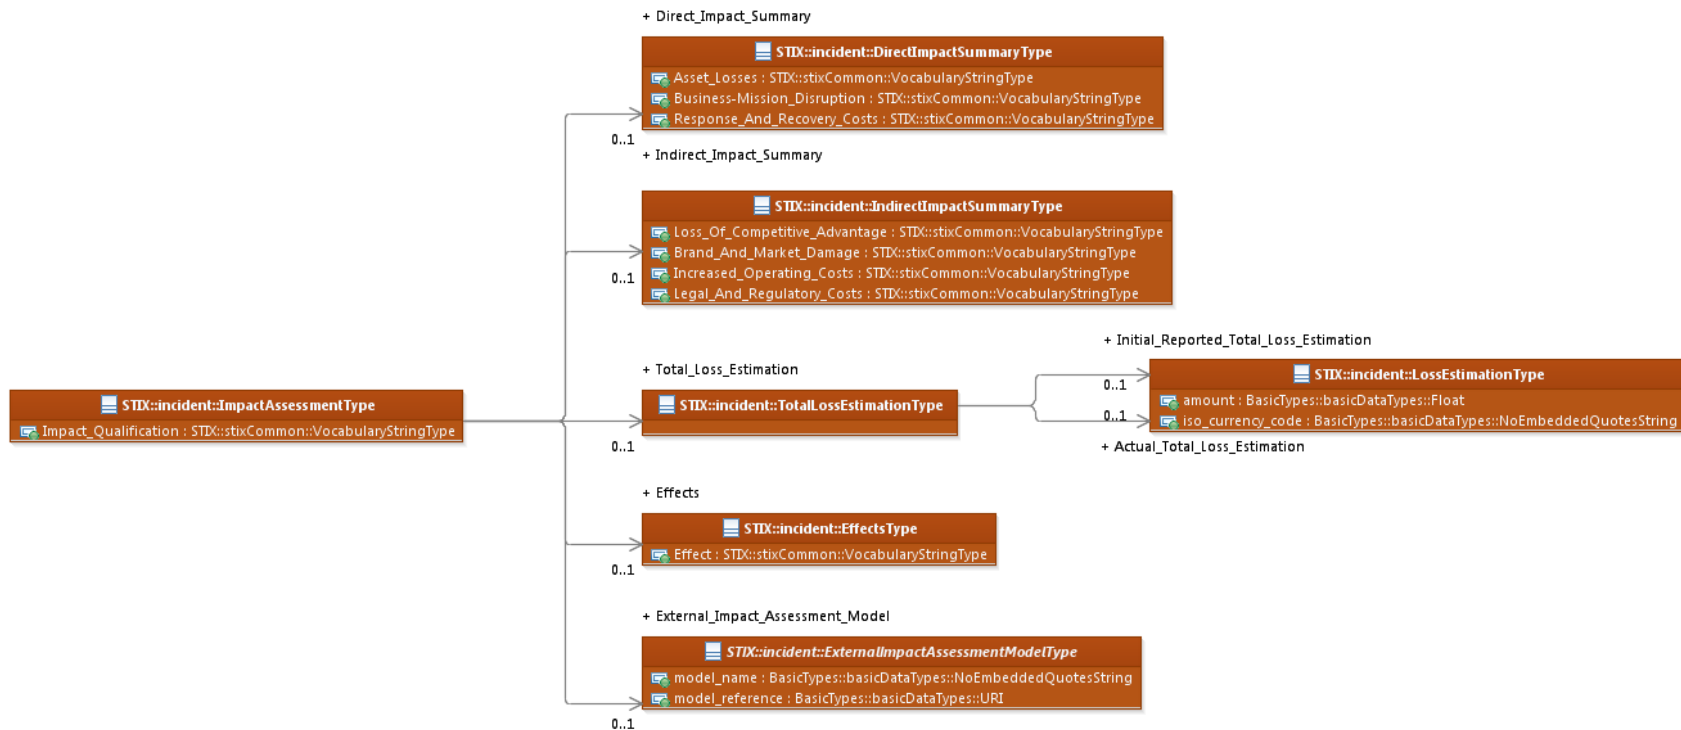 + Direct_Impact_Summary
STIX::incident::DirectImpactSummaryType
Asset_Losses : STIX::stixCommon::VocabularyStringType
Business-Mission_Disruption : STIX::stixCommon::VocabularyStringType
Response_And_Recovery_Costs : STIX::stixCommon::VocabularyStringType
0..1
+ Indirect_Impact_Summary
STIX::incident::IndirectImpactSummaryType
Loss_Of_Competitive_Advantage : STIX::stixCommon::VocabularyStringType
Brand_And_Market_Damage : STIX::stixCommon::VocabularyStringType
Increased_Operating_Costs : STIX::stixCommon::VocabularyStringType
Legal_And_Regulatory_Costs : STIX::stixCommon::VocabularyStringType
0..1
+ Initial_Reported_Total_Loss_Estimation
STIX::incident::LossEstimationType
amount : BasicTypes::basicDataTypes::Float
iso_currency_code : BasicTypes::basicDataTypes::NoEmbeddedQuotesString
0..1
0..1
+ Actual_Total_Loss_Estimation
+ Total_Loss_Estimation
STIX::incident::TotalLossEstimationType
0..1
STIX::incident::ImpactAssessmentType
Impact_Qualification : STIX::stixCommon::VocabularyStringType
+ Effects
STIX::incident::EffectsType
Effect : STIX::stixCommon::VocabularyStringType
0..1
+ External_Impact_Assessment_Model
STIX::incident::ExternalImpactAssessmentModelType
model_name : BasicTypes::basicDataTypes::NoEmbeddedQuotesString
model_reference : BasicTypes::basicDataTypes::URI
0..1